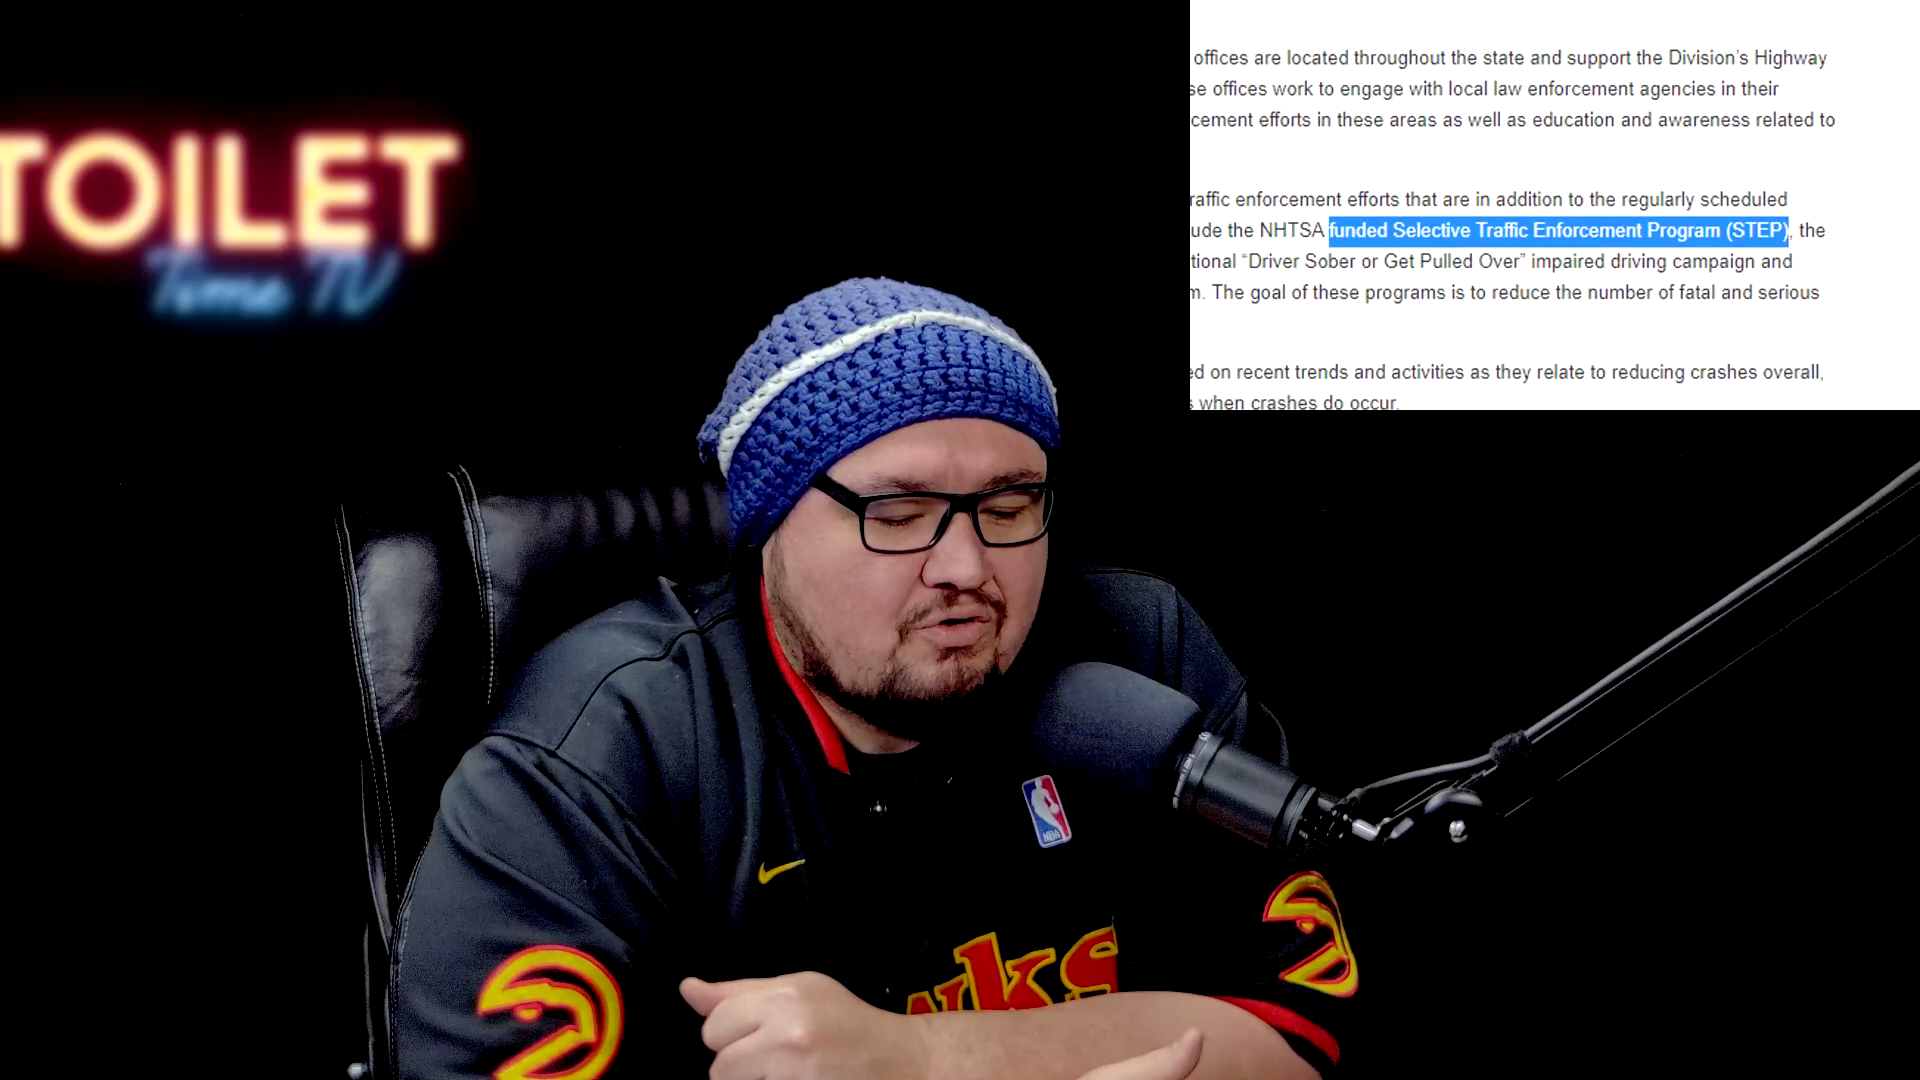 TOILET
Time TV
offices are located throughout the state and support the Division's Highway
se offices work to engage with local law enforcement agencies in their
cement efforts in these areas as well as education and awareness related to
raffic enforcement efforts that are in addition to the regularly scheduled
ude the NHTSA funded Selective Traffic Enforcement Program (STEP), the
tional “Driver Sober or Get Pulled Over” impaired driving campaign and
m. The goal of these programs is to reduce the number of fatal and serious
ed on recent trends and activities as they relate to reducing crashes overall,
s when crashes do occur.
NBA
wks